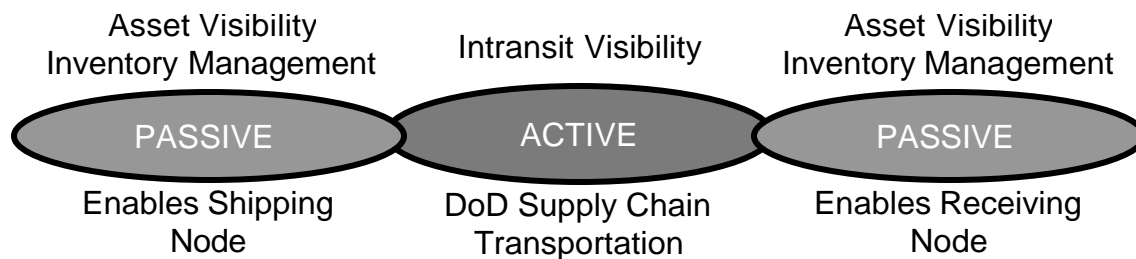 Asset Visibility
Inventory Management
PASSIVE
Enables Shipping
Node
Intransit Visibility
ACTIVE
DoD Supply Chain
Transportation
Asset Visibility
Inventory Management
PASSIVE
Enables Receiving
Node